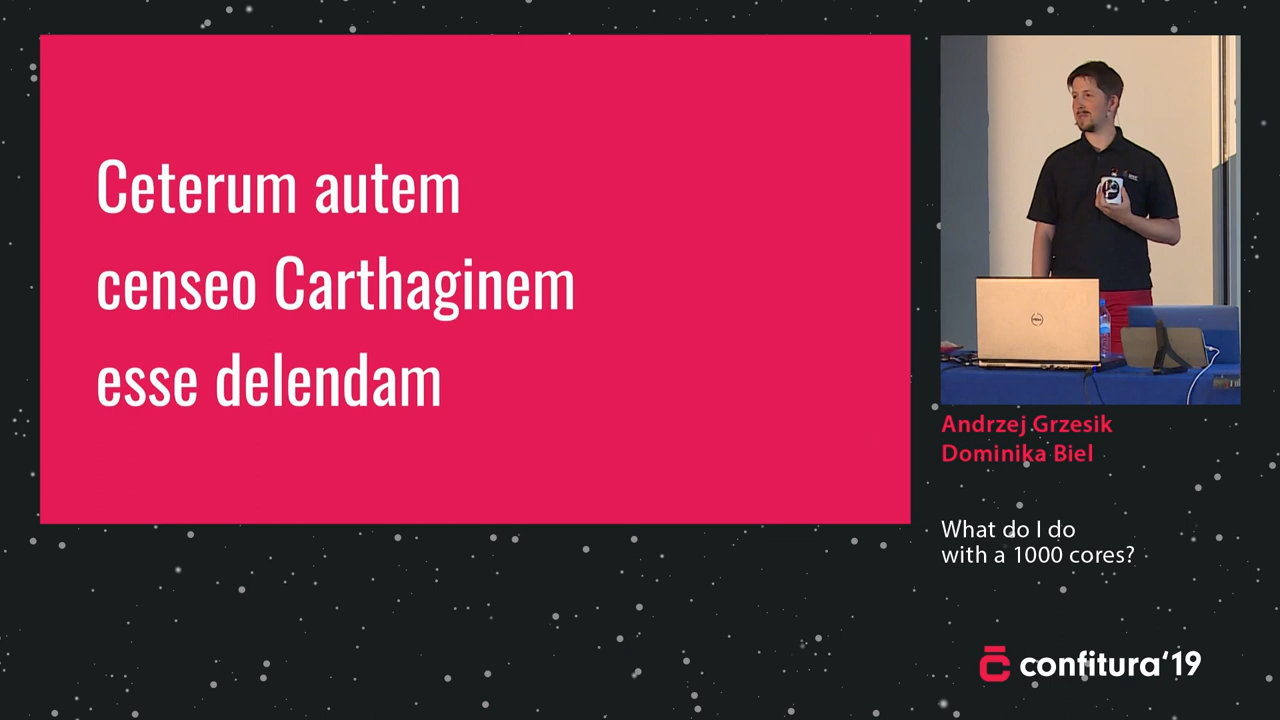 Ceterum autem
censeo Carthaginem
esse delendam
Andrzej Grzesik
Dominika Biel
What do I do
with a 1000 cores?
confitura'19